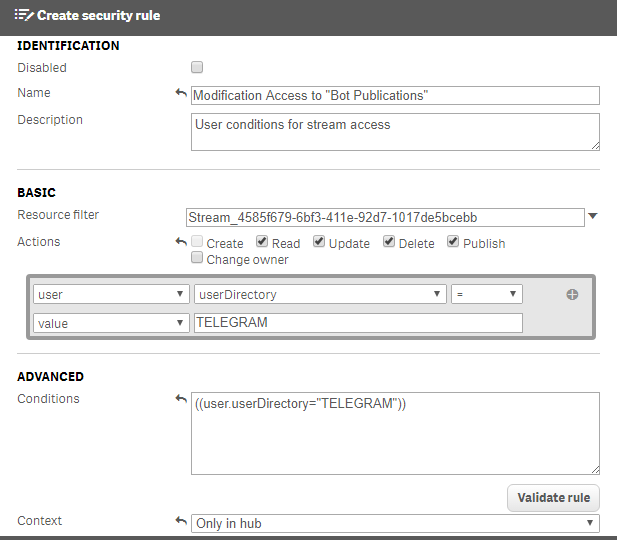 Create security rule
IDENTIFICATION
Disabled
Name Modification Access to "Bot Publications"
Description User conditions for stream access
BASIC
Resource filter Stream_4585f679-6bf3-411e-92d7-1017de5bcebb
Actions Create Read Update Delete Publish
Change owner
user userDirectory =
value TELEGRAM
ADVANCED
Conditions ((user.userDirectory="TELEGRAM"))
Validate rule
Context Only in hub